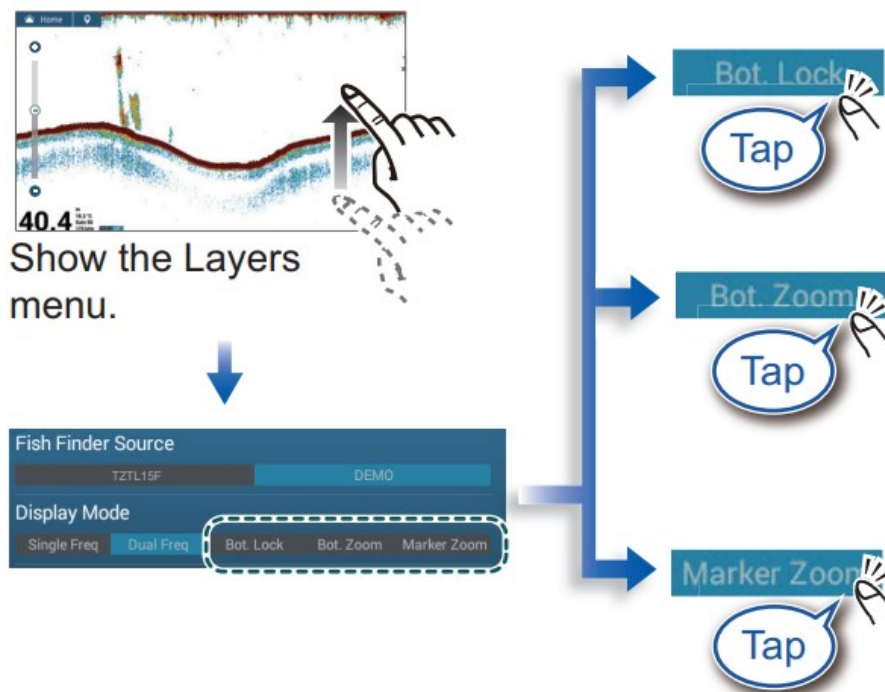 Home
40.4
Show the Layers
menu.
Fish Finder Source
TZTL15F
DEMO
Display Mode
Single Freq
Dual Freq
Bot. Lock
Bot. Zoom
Marker Zoom
Bot. Lock
Tap
Bot. Zoom
Tap
Marker Zoom
Tap